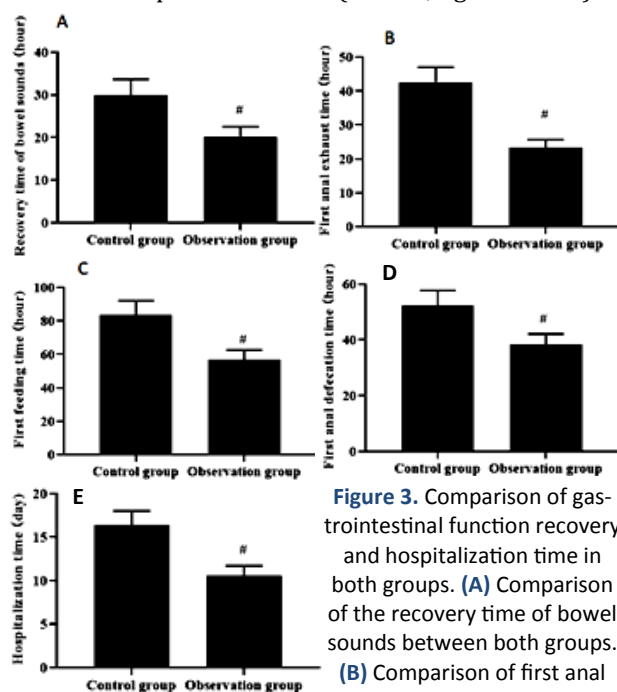 A
Recovery time of bowel sounds (hour)
40
30
20
10
0
#
Control group Observation group
B
First anal exhaust time (hour)
50
40
30
20
10
0
#
Control group Observation group
C
First feeding time (hour)
100
80
60
40
20
0
#
Control group Observation group
D
First anal defecation time (hour)
60
40
20
0
#
Control group Observation group
E
Hospitalization time (day)
20
15
10
5
0
#
Control group Observation group
Figure 3. Comparison of gas-
trointestinal function recovery
and hospitalization time in
both groups. (A) Comparison
of the recovery time of bowel
sounds between both groups.
(B) Comparison of first anal